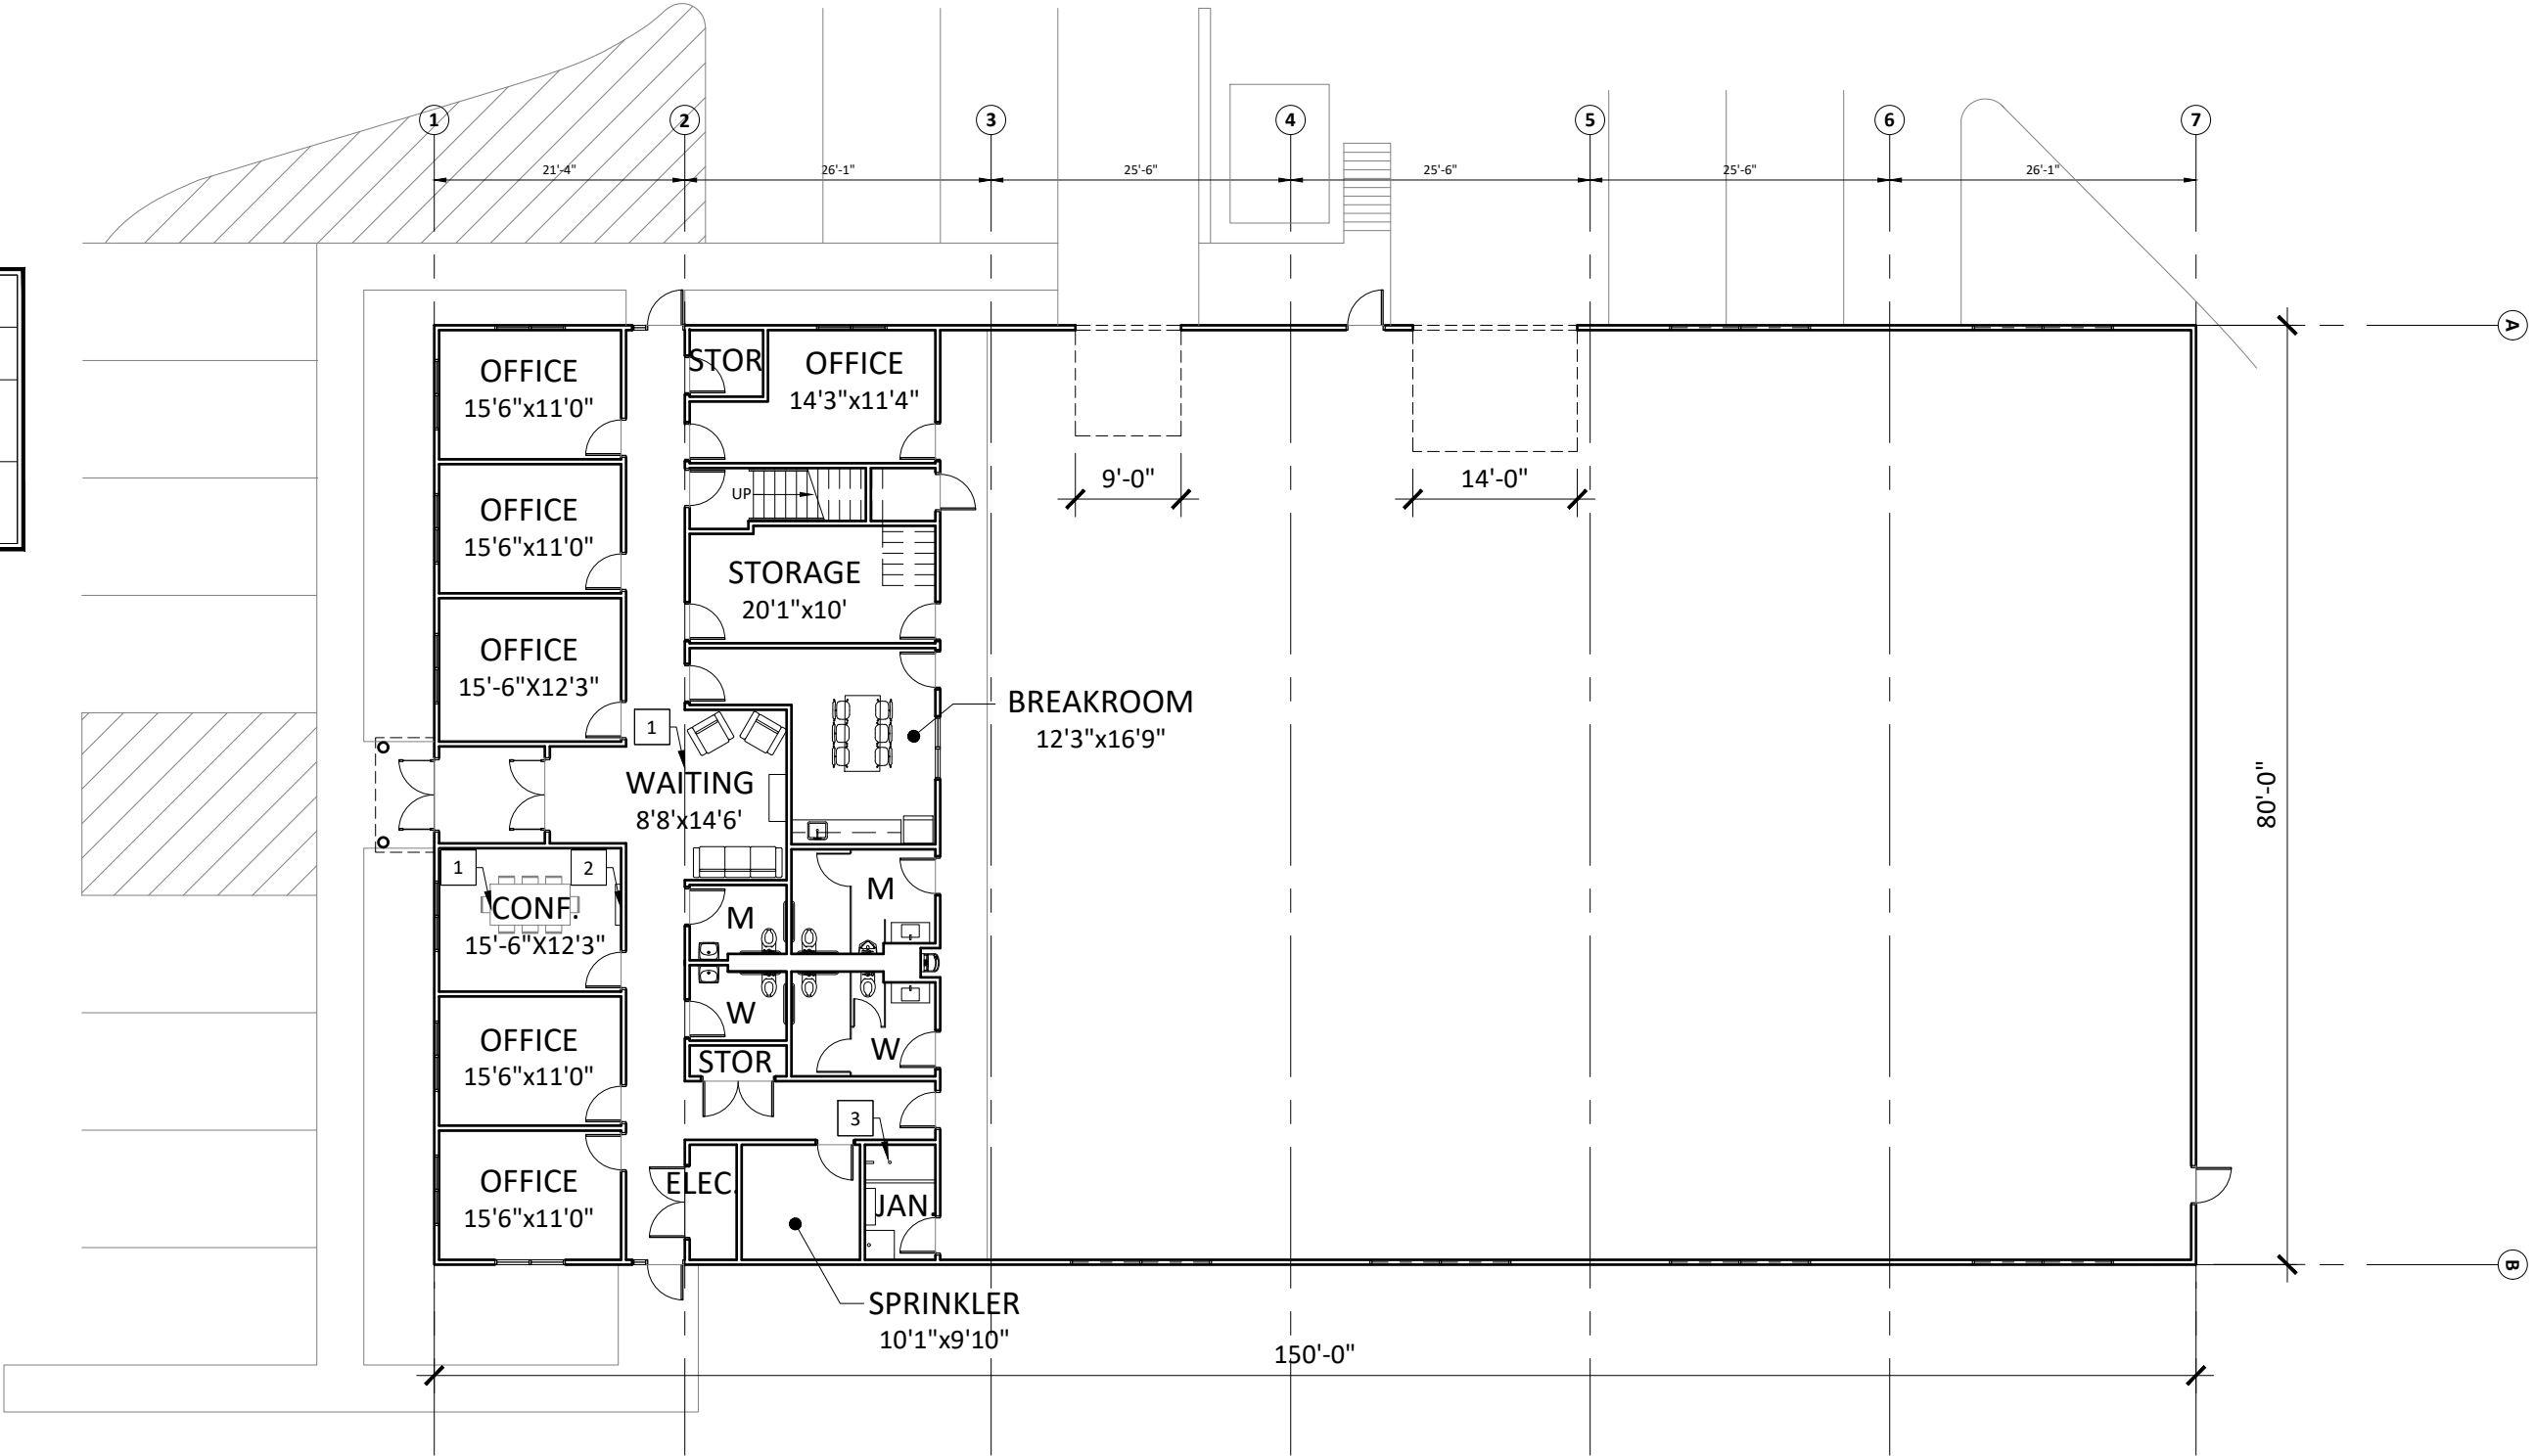 1
2
3
4
5
6
7
21'-4"
26'-1"
25'-6"
25'-6"
25'-6"
26'-1"
A
STOR
OFFICE
14'3"x11'4"
OFFICE
15'6"x11'0"
9'-0"
14'-0"
UP
OFFICE
15'6"x11'0"
STORAGE
20'1"x10'
OFFICE
15'-6"X12'3"
BREAKROOM
12'3"x16'9"
1
WAITING
8'8'x14'6'
80'-0"
1
2
CONF.
15'-6"X12'3"
M
M
W
W
OFFICE
15'6"x11'0"
STOR
3
OFFICE
15'6"x11'0"
ELEC.
JAN.
B
SPRINKLER
10'1"x9'10"
150'-0"